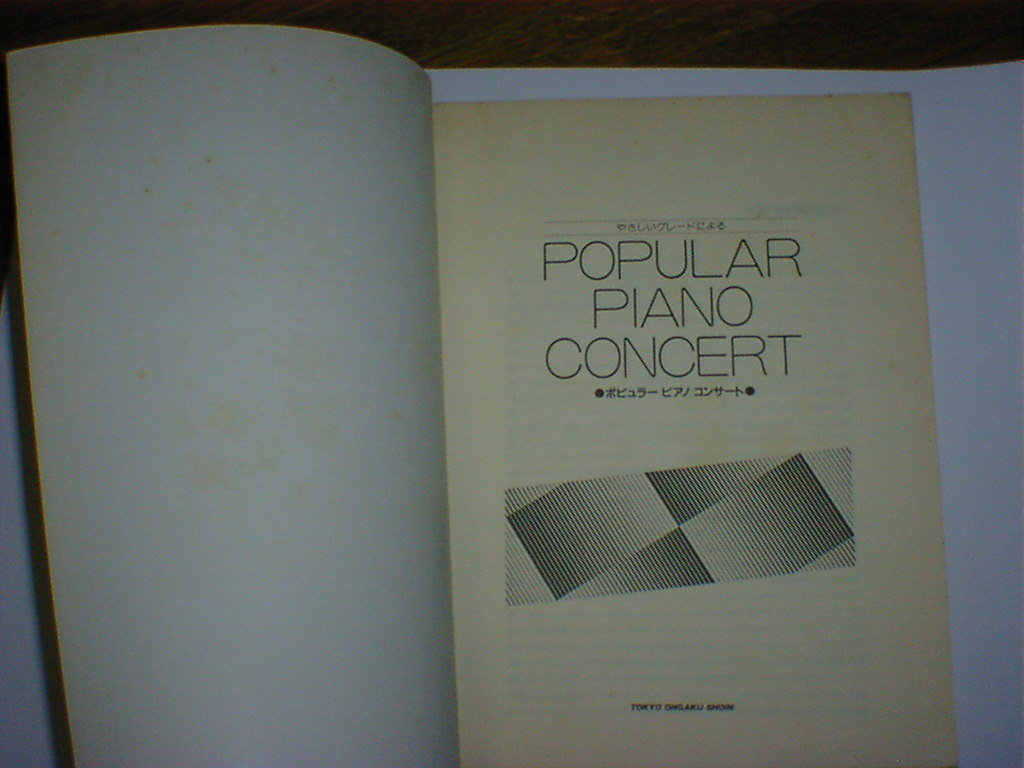 やさしいグレードによる
POPULAR
PIANO
CONCERT
●ポピュラー ピアノ コンサート●
TOKYO ONGAKU SHOIN